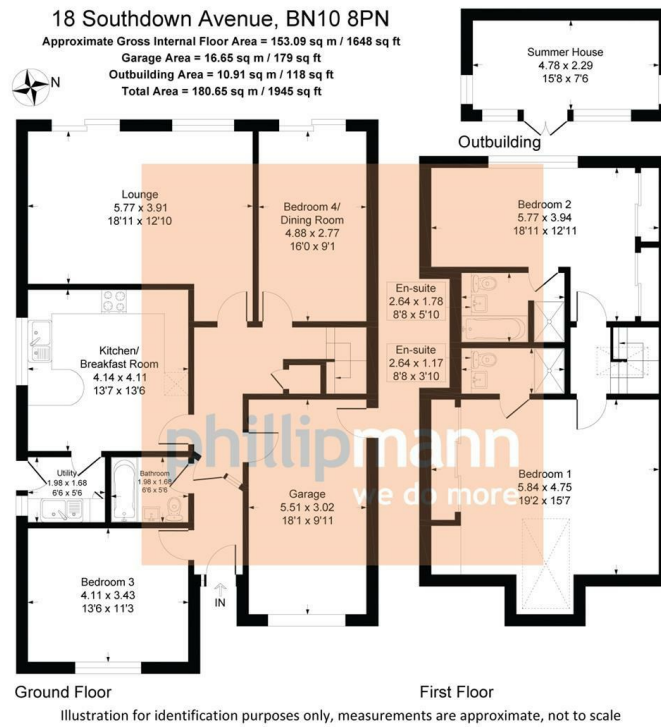 18 Southdown Avenue, BN10 8PN
Approximate Gross Internal Floor Area = 153.09 sq m / 1648 sq ft
Garage Area = 16.65 sq m / 179 sq ft
Outbuilding Area = 10.91 sq m / 118 sq ft
Total Area = 180.65 sq m / 1945 sq ft
N
Summer House
4.78 x 2.29
15'8 x 7'6
Outbuilding
Lounge
5.77 x 3.91
18'11 x 12'10
Bedroom 4/
Dining Room
4.88 x 2.77
16'0 x 9'1
Bedroom 2
5.77 x 3.94
18'11 x 12'11
En-suite
2.64 x 1.78
8'8 x 5'10
En-suite
2.64 x 1.17
8'8 x 3'10
Kitchen/
Breakfast Room
4.14 x 4.11
13'7 x 13'6
phillipmann
we do more
Utility
1.98 x 1.68
6'6 x 5'6
Bathroom
1.98 x 1.68
6'6 x 5'6
Garage
5.51 x 3.02
18'1 x 9'11
Bedroom 1
5.84 x 4.75
19'2 x 15'7
Bedroom 3
4.11 x 3.43
13'6 x 11'3
IN
Ground Floor
First Floor
Illustration for identification purposes only, measurements are approximate, not to scale